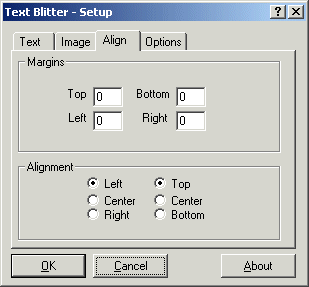 Text Blitter - Setup
Text Image Align Options
Margins
Top 0 Bottom 0
Left 0 Right 0
Alignment
Left Top
Center Center
Right Bottom
OK Cancel About